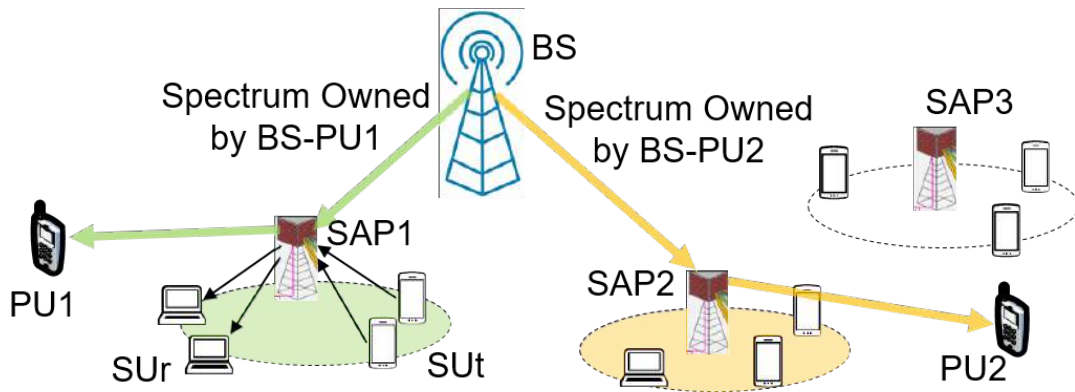 BS
Spectrum Owned
by BS-PU1
Spectrum Owned
by BS-PU2
SAP3
SAP1
PU1
SAP2
SUr
SUt
PU2